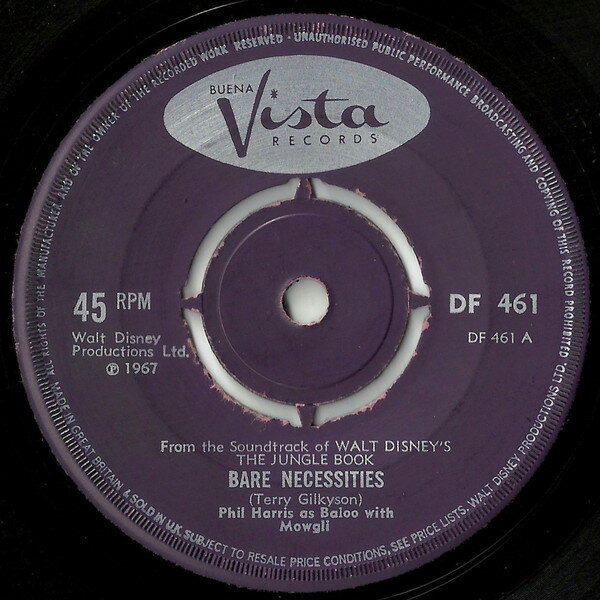 ALL RIGHTS OF THE MANUFACTURER AND OF THE OWNER OF THE RECORDED WORK RESERVED · UNAUTHORISED PUBLIC PERFORMANCE BROADCASTING AND COPYING OF THIS RECORD PROHIBITED.
BUENA
Vista
RECORDS
45 RPM
DF 461
Walt Disney
Productions Ltd.
℗ 1967
DF 461 A
From the Soundtrack of WALT DISNEY'S
THE JUNGLE BOOK
BARE NECESSITIES
(Terry Gilkyson)
Phil Harris as Baloo with
Mowgli
MADE IN GREAT BRITAIN & SOLD IN U.K. SUBJECT TO RESALE PRICE CONDITIONS, SEE PRICE LISTS. WALT DISNEY PRODUCTIONS LTD.